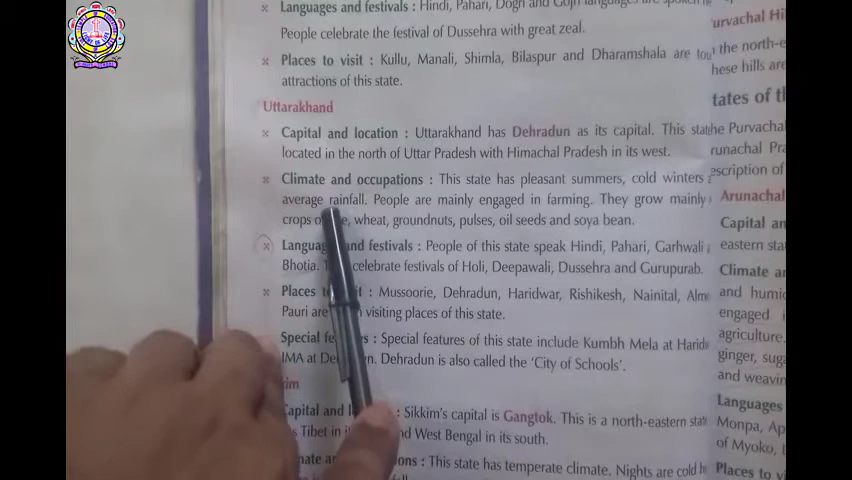 Languages and festivals : Hindi, Pahari, Dogri and Gojri languages are spoken
People celebrate the festival of Dussehra with great zeal.
Places to visit : Kullu, Manali, Shimla, Bilaspur and Dharamshala are tou
attractions of this state.
Uttarakhand
Capital and location : Uttarakhand has Dehradun as its capital. This stat
located in the north of Uttar Pradesh with Himachal Pradesh in its west.
Climate and occupations : This state has pleasant summers, cold winters
average rainfall. People are mainly engaged in farming. They grow mainly
crops o e, wheat, groundnuts, pulses, oil seeds and soya bean.
Languag and festivals : People of this state speak Hindi, Pahari, Garhwali
Bhotia. celebrate festivals of Holi, Deepawali, Dussehra and Gurupurab.
Places t it : Mussoorie, Dehradun, Haridwar, Rishikesh, Nainital, Alm
Pauri are visiting places of this state.
Special fe s : Special features of this state include Kumbh Mela at Harid
IMA at De n. Dehradun is also called the ‘City of Schools’.
kim
Capital and l : Sikkim’s capital is Gangtok. This is a north-eastern stat
Tibet in it nd West Bengal in its south.
mate a ons : This state has temperate climate. Nights are cold
urvachal Hi
the north-e
hese hills are
tates of t
he Purvachal
runachal Pra
escription of
Arunachal
Capital an
eastern sta
Climate an
and humid
engaged i
agriculture.
ginger, suga
and weavin
Languages
Monpa, Ap
of Myoko, L
Places to vi